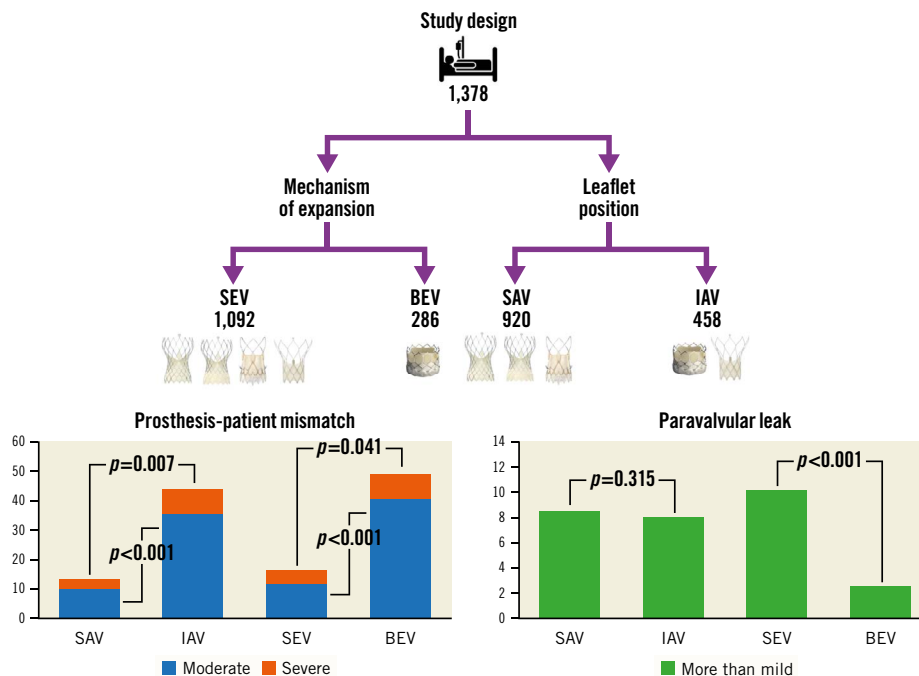 Study design
1,378
Mechanism
of expansion
Leaflet
position
SEV
1,092
BEV
286
SAV
920
IAV
458
Prosthesis-patient mismatch
60
50
40
30
20
10
0
p=0.007
p<0.001
p=0.041
p<0.001
SAV IAV SEV BEV
Moderate Severe
Paravalvular leak
14
12
10
8
6
4
2
0
p=0.315
p<0.001
SAV IAV SEV BEV
More than mild